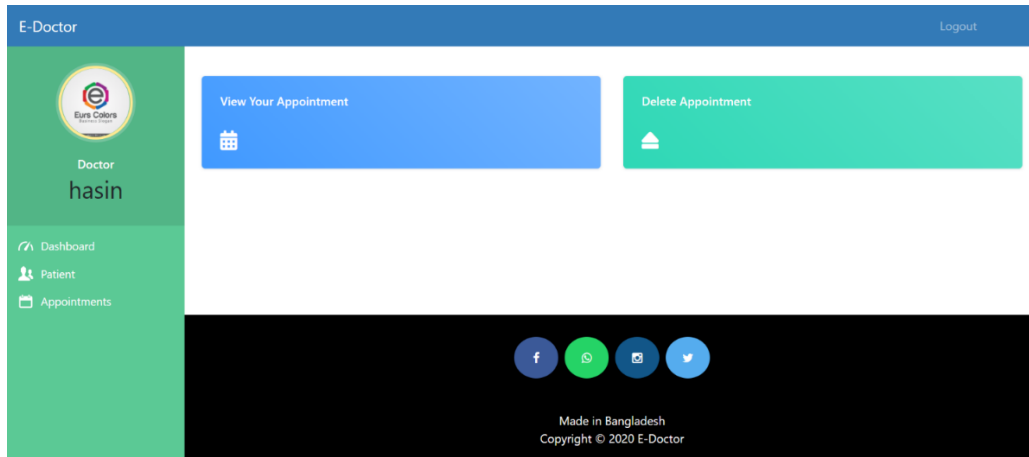 E-Doctor
Logout
Eurs Colors
Doctor
hasin
Dashboard
Patient
Appointments
View Your Appointment
Delete Appointment
Made in Bangladesh
Copyright © 2020 E-Doctor